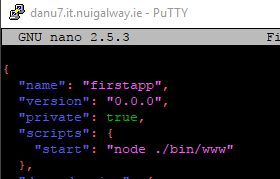 danu7.it.nuigalway.ie - PuTTY
GNU nano 2.5.3 Fi
{
"name": "firstapp",
"version": "0.0.0",
"private": true,
"scripts": {
"start": "node ./bin/www"
},